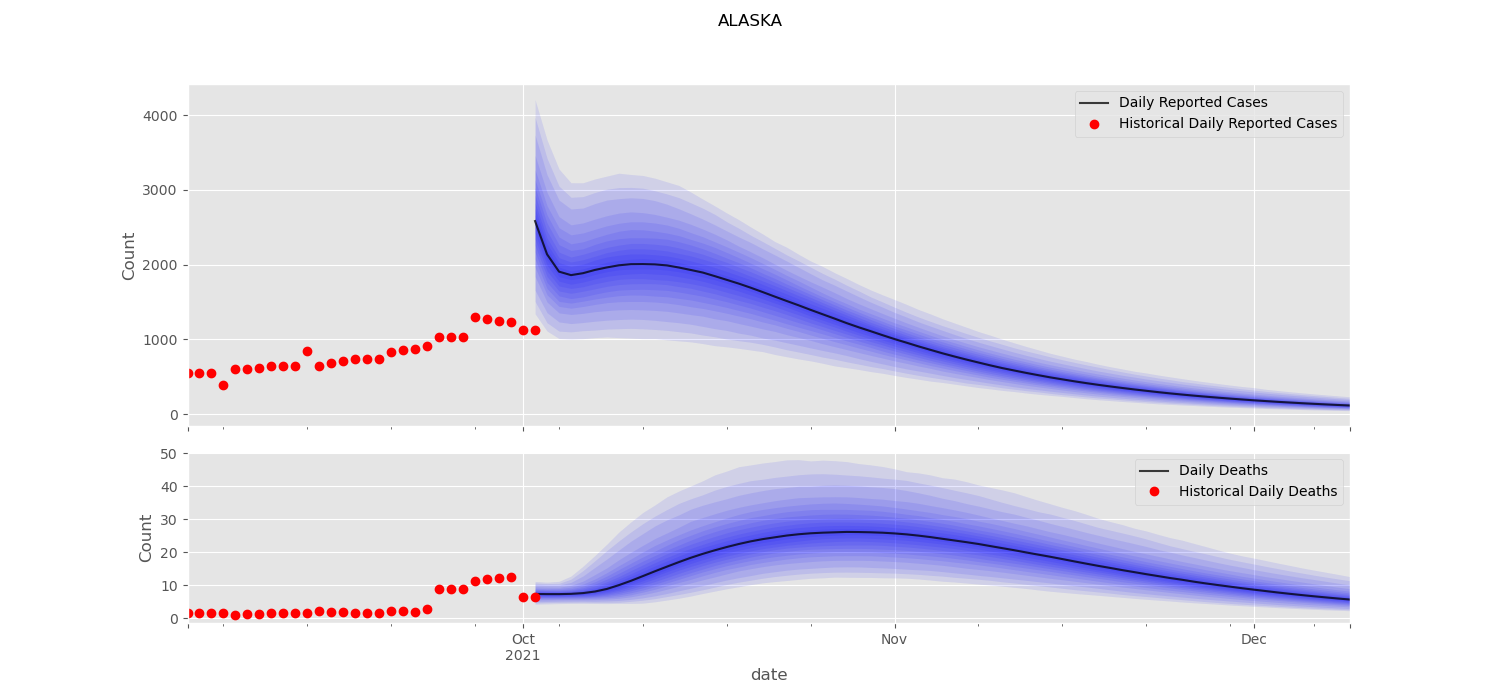 ALASKA
Daily Reported Cases
Historical Daily Reported Cases
4000
3000
2000
1000
0
Count
Daily Deaths
Historical Daily Deaths
50
40
30
20
10
0
Count
Oct
2021
Nov
Dec
date